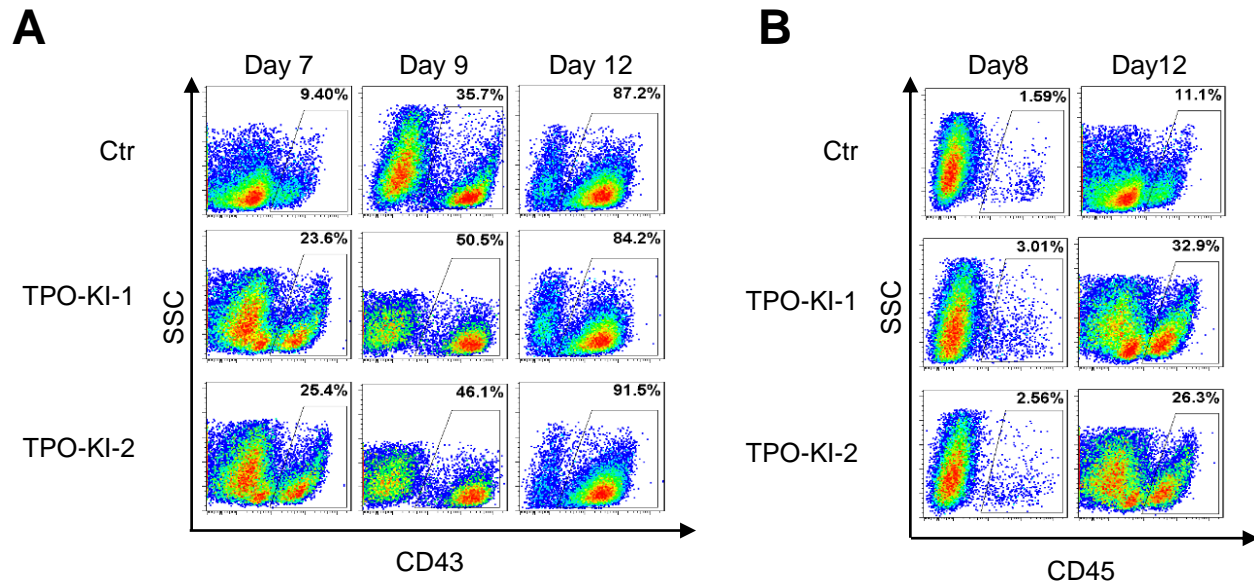 A
B
Day 7 Day 9 Day 12
Day8 Day12
Ctr 9.40% 35.7% 87.2%
Ctr 1.59% 11.1%
TPO-KI-1 23.6% 50.5% 84.2%
TPO-KI-1 3.01% 32.9%
TPO-KI-2 25.4% 46.1% 91.5%
TPO-KI-2 2.56% 26.3%
SSC
SSC
CD43
CD45